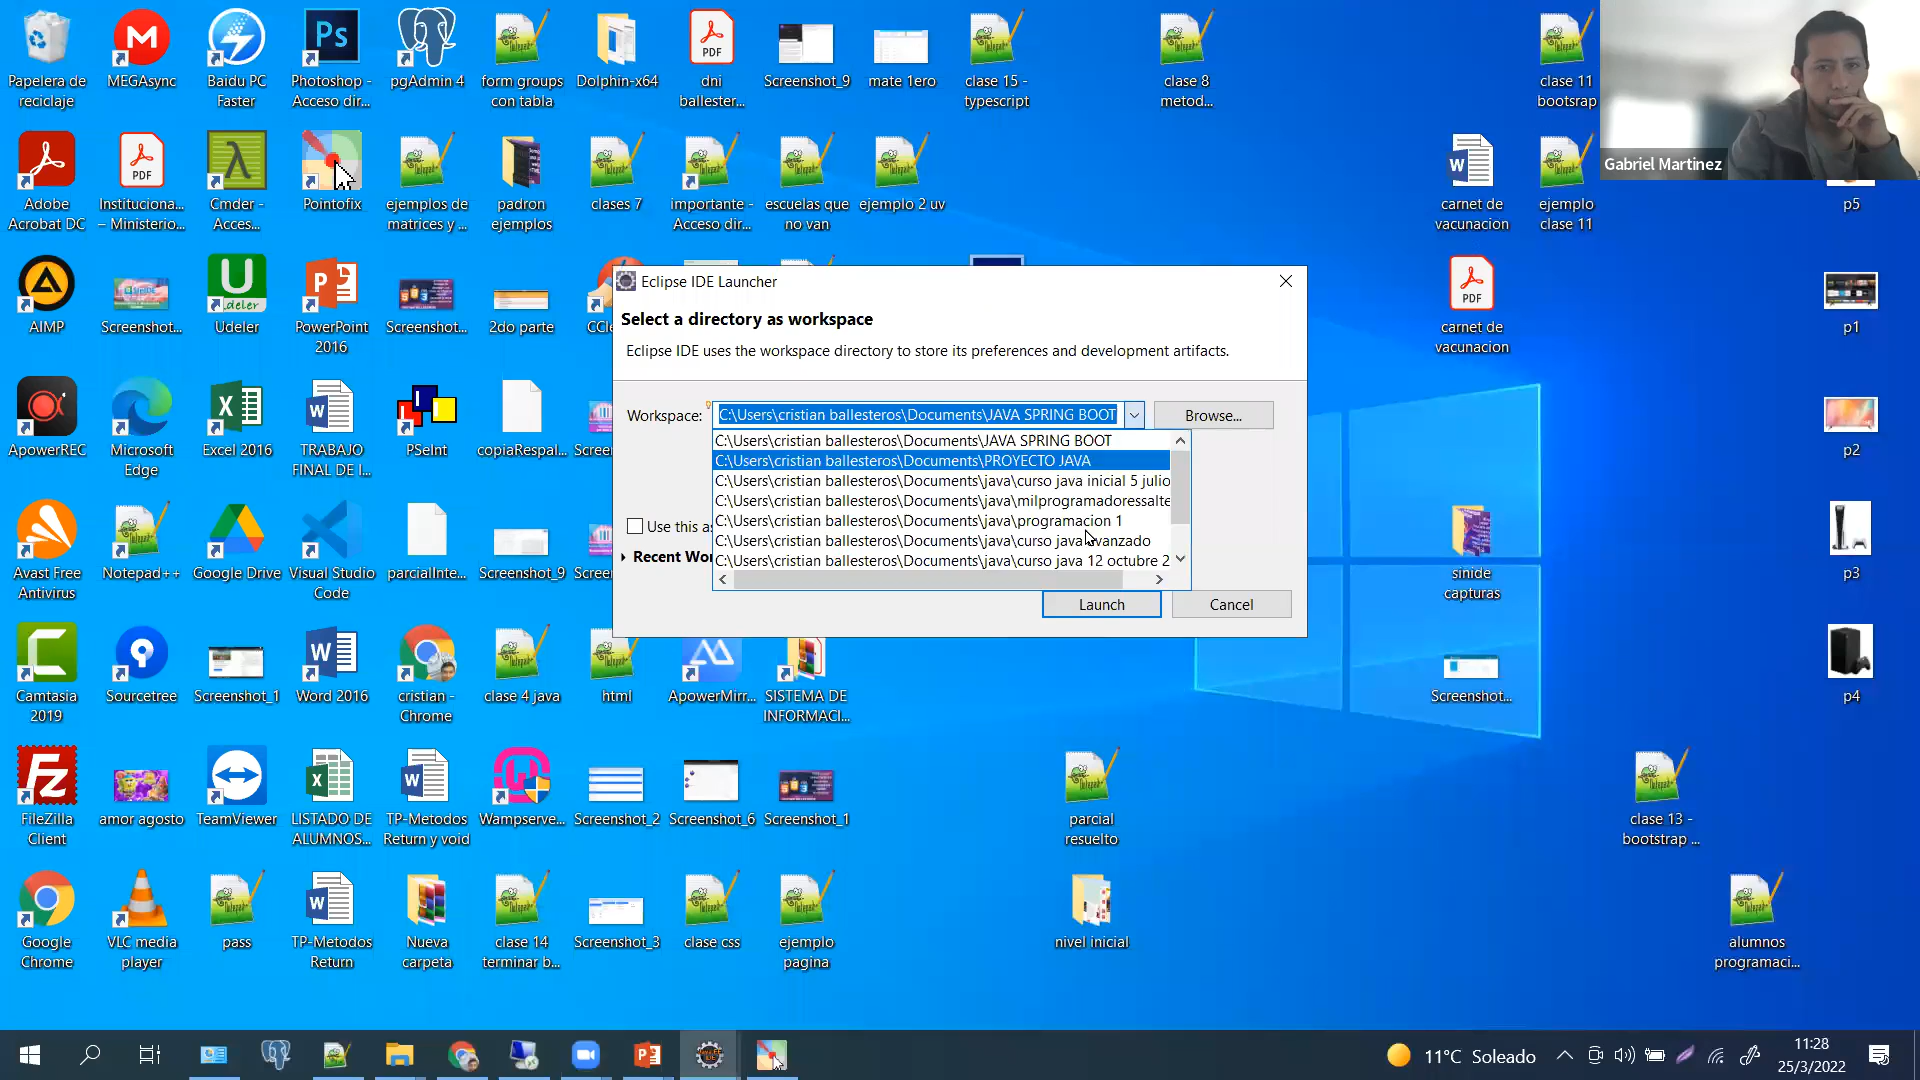 Papelera de
reciclaje
MEGAsync
Baidu PC
Faster
Photoshop -
Acceso dir...
pgAdmin 4
form groups
con tabla
Dolphin-x64
dni
ballester...
Screenshot_9
mate 1ero
clase 15 -
typescript
clase 8
metod...
clase 11
bootsrap
Gabriel Martinez
Adobe
Acrobat DC
Instituciona...
– Ministerio...
Cmder -
Acces...
Pointofix
ejemplos de
matrices y ...
padron
ejemplos
clases 7
importante -
Acceso dir...
escuelas que
no van
ejemplo 2 uv
carnet de
vacunacion
ejemplo
clase 11
p5
AIMP
Screenshot...
Udeler
PowerPoint
2016
Screenshot...
2do parte
CCle
carnet de
vacunacion
p1
Eclipse IDE Launcher
Select a directory as workspace
Eclipse IDE uses the workspace directory to store its preferences and development artifacts.
Workspace:
C:\Users\cristian ballesteros\Documents\JAVA SPRING BOOT
Browse...
C:\Users\cristian ballesteros\Documents\JAVA SPRING BOOT
C:\Users\cristian ballesteros\Documents\PROYECTO JAVA
C:\Users\cristian ballesteros\Documents\java\curso java inicial 5 julio
C:\Users\cristian ballesteros\Documents\java\milprogramadoressalte
C:\Users\cristian ballesteros\Documents\java\programacion 1
C:\Users\cristian ballesteros\Documents\java\curso java avanzado
C:\Users\cristian ballesteros\Documents\java\curso java 12 octubre 2
Use this as
Recent Wor
Launch
Cancel
ApowerREC
Microsoft
Edge
Excel 2016
TRABAJO
FINAL DE I...
PSeInt
copiaRespal...
Scree
p2
Avast Free
Antivirus
Notepad++
Google Drive
Visual Studio
Code
parcialInte...
Screenshot_9
Scree
sinide
capturas
p3
Camtasia
2019
Sourcetree
Screenshot_1
Word 2016
cristian -
Chrome
clase 4 java
html
ApowerMirr...
SISTEMA DE
INFORMACI...
Screenshot...
p4
FileZilla
Client
amor agosto
TeamViewer
LISTADO DE
ALUMNOS...
TP-Metodos
Return y void
Wampserve...
Screenshot_2
Screenshot_6
Screenshot_1
parcial
resuelto
clase 13 -
bootstrap ...
Google
Chrome
VLC media
player
pass
TP-Metodos
Return
Nueva
carpeta
clase 14
terminar b...
Screenshot_3
clase css
ejemplo
pagina
nivel inicial
alumnos
programaci...
11°C Soleado
11:28
25/3/2022